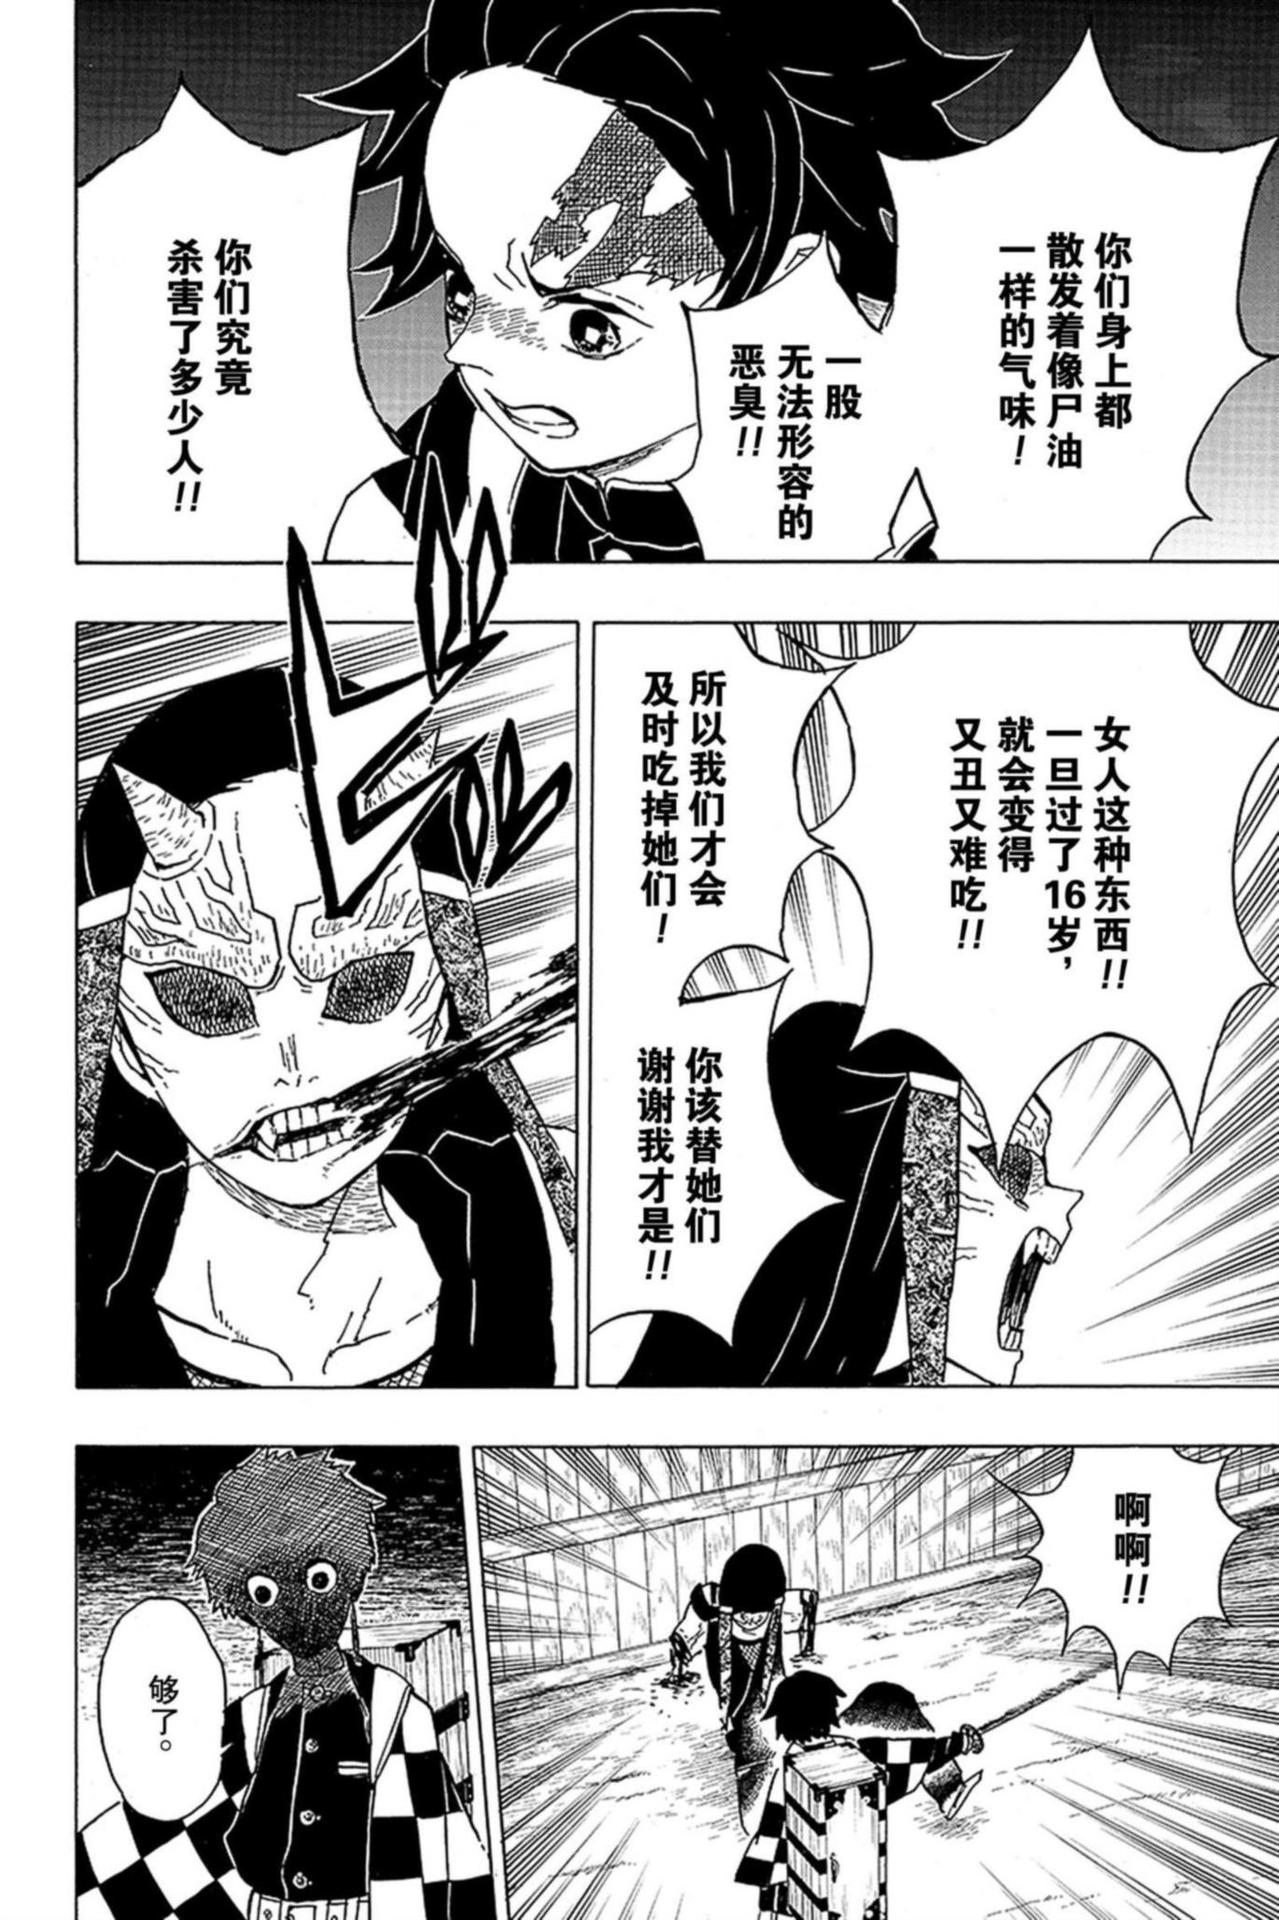 你们身上都
散发着像尸油
一样的气味！
一股
无法形容的
恶臭!!
你们究竟
杀害了多少人!!
女人这种东西!!
一旦过了16岁，
就会变得
又丑又难吃!!
所以我们才会
及时吃掉她们！
你该替她们
谢谢我才是!!
ビシャ
啊啊!!
够了。